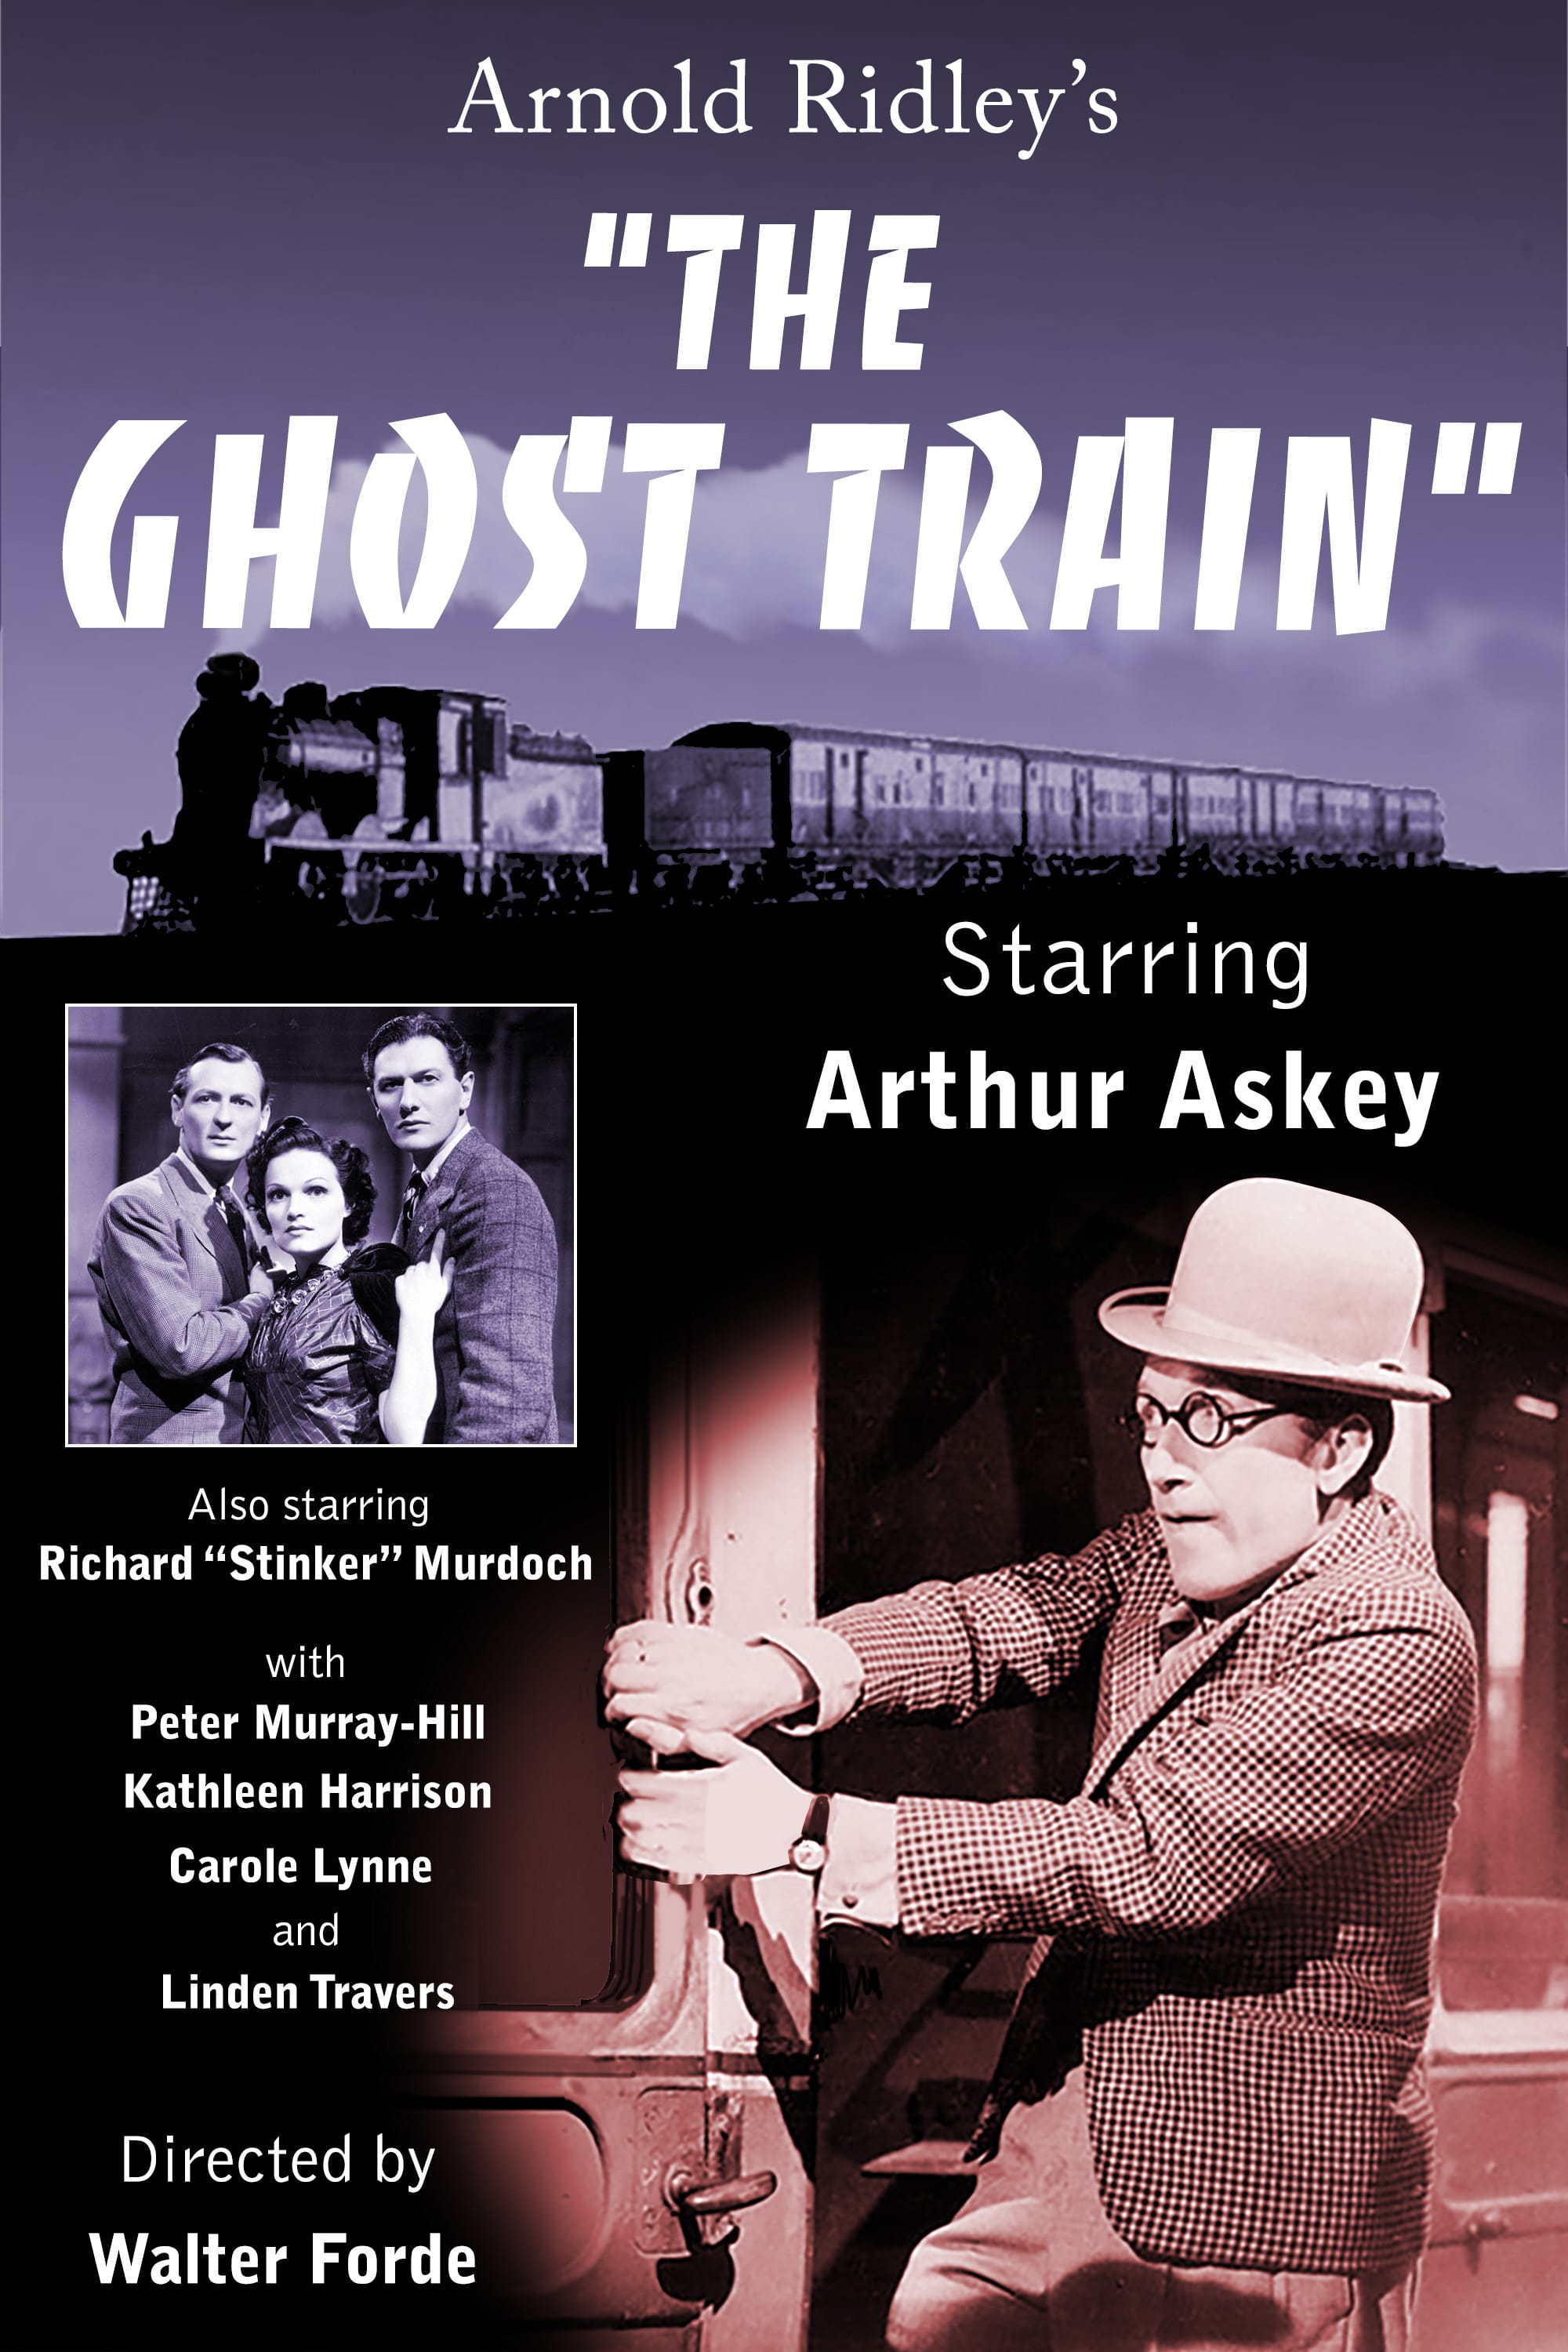 Arnold Ridley’s
"THE
GHOST TRAIN"
Starring
Arthur Askey
Also starring
Richard “Stinker” Murdoch
with
Peter Murray-Hill
Kathleen Harrison
Carole Lynne
and
Linden Travers
Directed by
Walter Forde